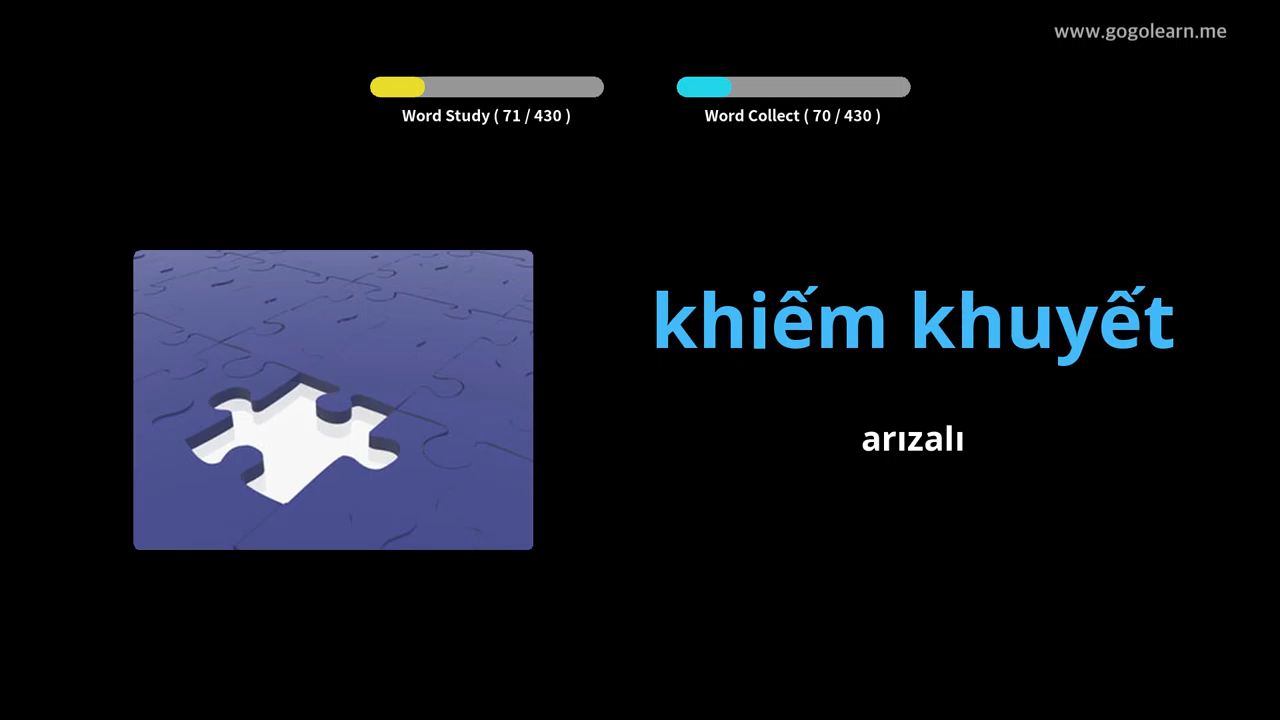 www.gogolearn.me
Word Study ( 71 / 430 )
Word Collect ( 70 / 430 )
khiếm khuyết
arızalı